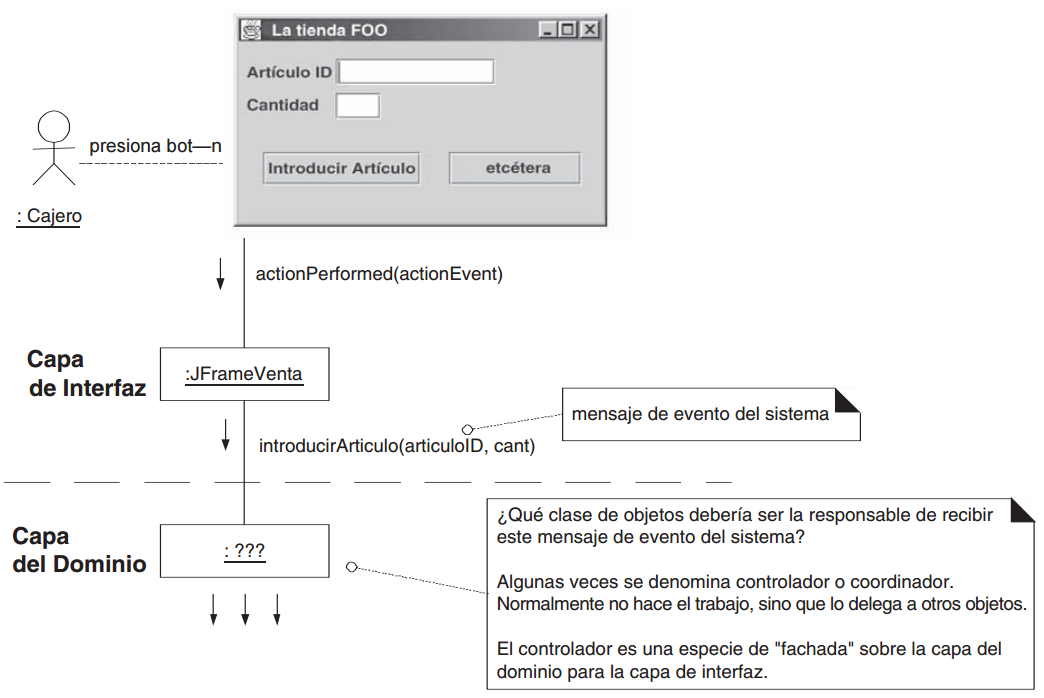 La tienda FOO
Artículo ID
Cantidad
Introducir Artículo
etcétera
presiona bot—n
: Cajero
actionPerformed(actionEvent)
Capa
de Interfaz
:JFrameVenta
mensaje de evento del sistema
introducirArticulo(articuloID, cant)
Capa
del Dominio
: ???
¿Qué clase de objetos debería ser la responsable de recibir
este mensaje de evento del sistema?
Algunas veces se denomina controlador o coordinador.
Normalmente no hace el trabajo, sino que lo delega a otros objetos.
El controlador es una especie de "fachada" sobre la capa del
dominio para la capa de interfaz.